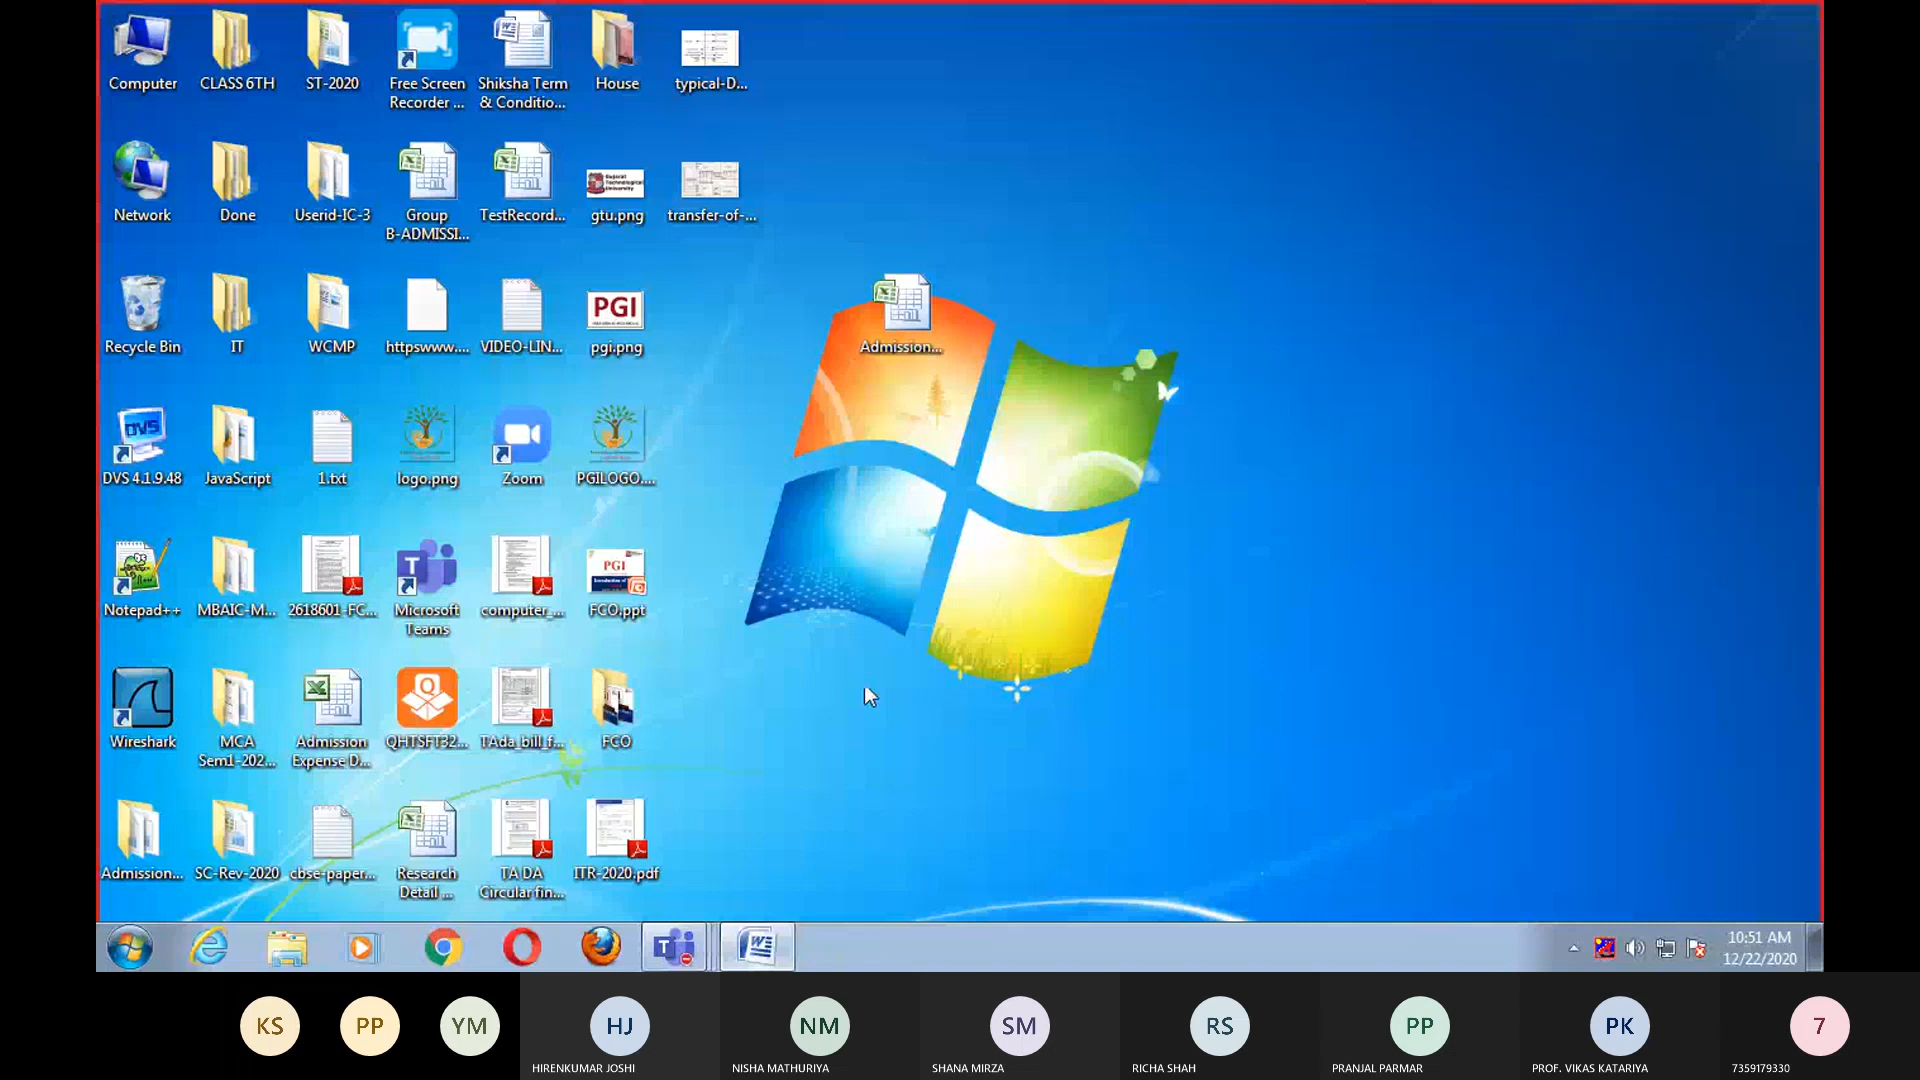 Computer
CLASS 6TH
ST-2020
Free Screen
Recorder ...
Shiksha Term
& Conditio...
House
typical-D...
Network
Done
Userid-IC-3
Group
B-ADMISSI...
TestRecord...
Gujarat
Technological
University
gtu.png
transfer-of-...
Recycle Bin
IT
WCMP
httpswww....
VIDEO-LIN...
PGI
pgi.png
Admission...
DVS
DVS 4.1.9.48
JavaScript
1.txt
logo.png
Zoom
PGILOGO....
Notepad++
MBAIC-M...
2618601-FC...
T
Microsoft
Teams
computer_...
PGI
FCO.ppt
Wireshark
MCA
Sem1-202...
Admission
Expense D...
Q
QHTSFT32...
TAda_bill_f...
FCO
Admission...
SC-Rev-2020
cbse-paper...
Research
Detail ...
TA DA
Circular fin...
ITR-2020.pdf
T
W
10:51 AM
12/22/2020
KS
PP
YM
HJ
HIRENKUMAR JOSHI
NM
NISHA MATHURIYA
SM
SHANA MIRZA
RS
RICHA SHAH
PP
PRANJAL PARMAR
PK
PROF. VIKAS KATARIYA
7
7359179330